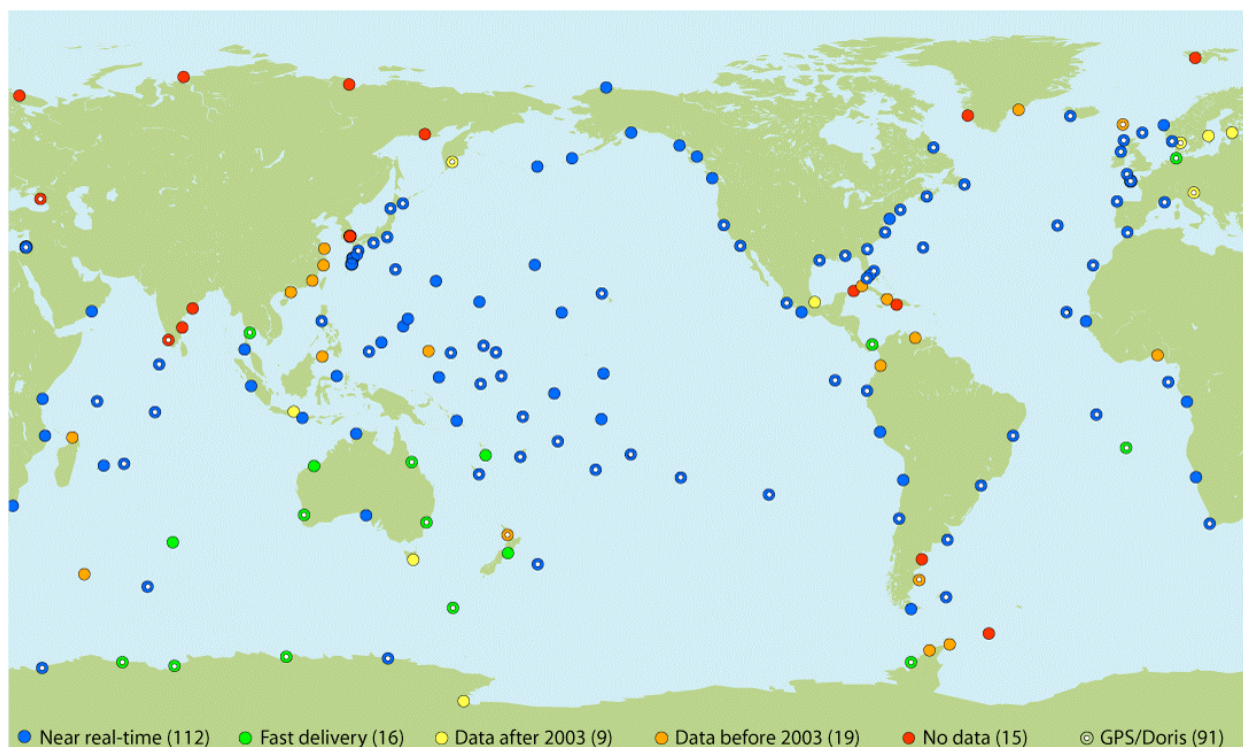 Near real-time (112) Fast delivery (16) Data after 2003 (9) Data before 2003 (19) No data (15) GPS/Doris (91)